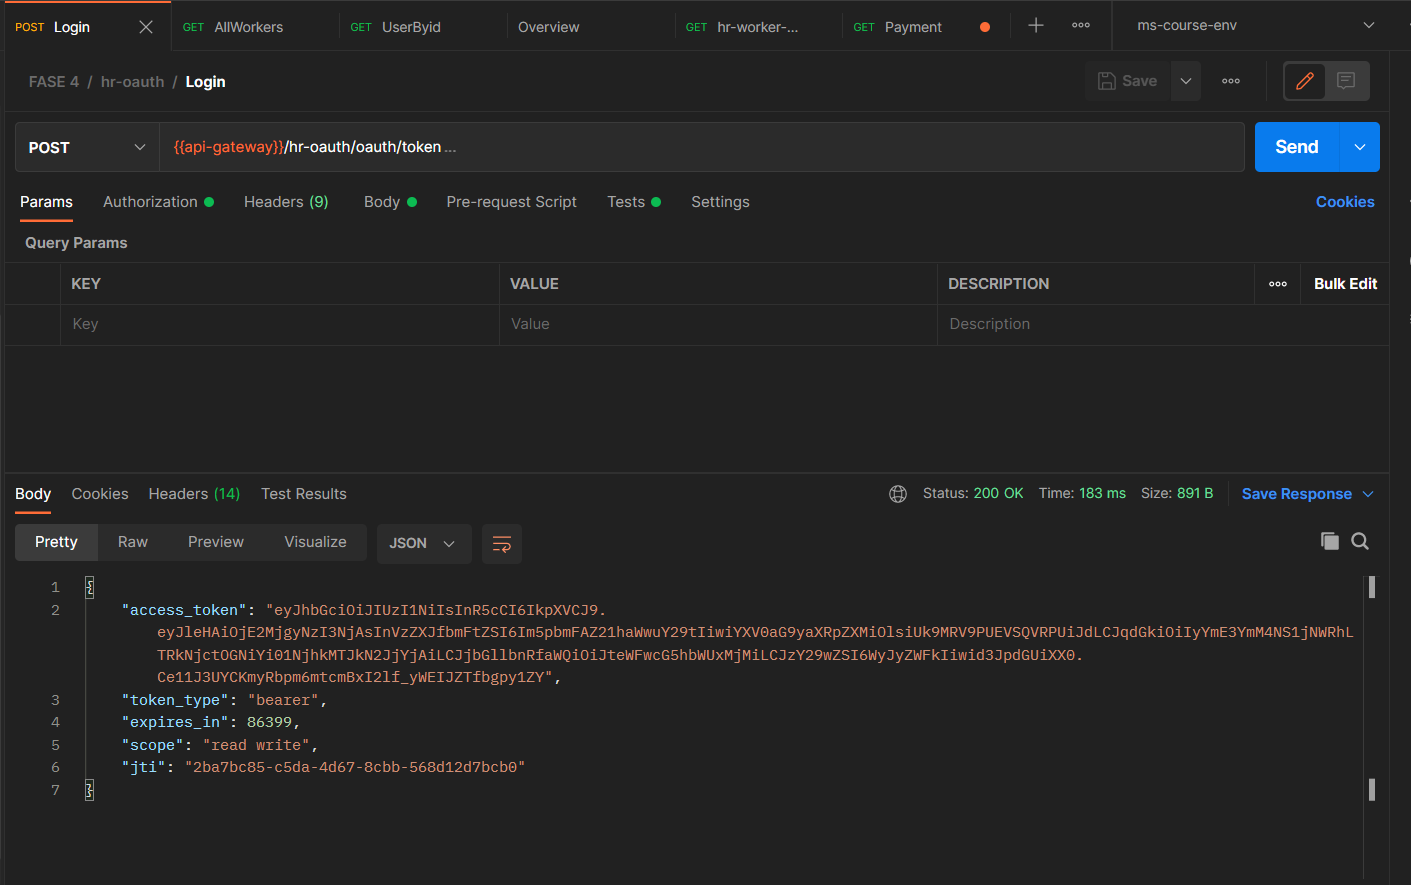 POST Login GET AllWorkers GET UserByid Overview GET hr-worker-... GET Payment ms-course-env
FASE 4 / hr-oauth / Login Save
POST {{api-gateway}}/hr-oauth/oauth/token ... Send
Params Authorization Headers (9) Body Pre-request Script Tests Settings Cookies
Query Params
KEY VALUE DESCRIPTION Bulk Edit
Key Value Description
Body Cookies Headers (14) Test Results Status: 200 OK Time: 183 ms Size: 891 B Save Response
Pretty Raw Preview Visualize JSON
1 {
2 "access_token": "eyJhbGciOiJIUzI1NiIsInR5cCI6IkpXVCJ9.
eyJleHAiOjE2MjgyNzI3NjAsInVzZXJfbmFtZSI6Im5pbmFAZ21haWwuY29tIiwiYXV0aG9yaXRpZXMiOlsiUk9MRV9PUEVSQVRPUiJdLCJqdGkiOiIyYmE3YmM4NS1jNWRhL
TRkNjctOGNiYi01NjhkMTJkN2JjYjAiLCJjbGllbnRfaWQiOiJteWFwcG5hbWUxMjMiLCJzY29wZSI6WyJyZWFkIiwid3JpdGUiXX0.
Ce11J3UYCKmyRbpm6mtcmBxI2lf_yWEIJZTfbgpy1ZY",
3 "token_type": "bearer",
4 "expires_in": 86399,
5 "scope": "read write",
6 "jti": "2ba7bc85-c5da-4d67-8cbb-568d12d7bcb0"
7 }